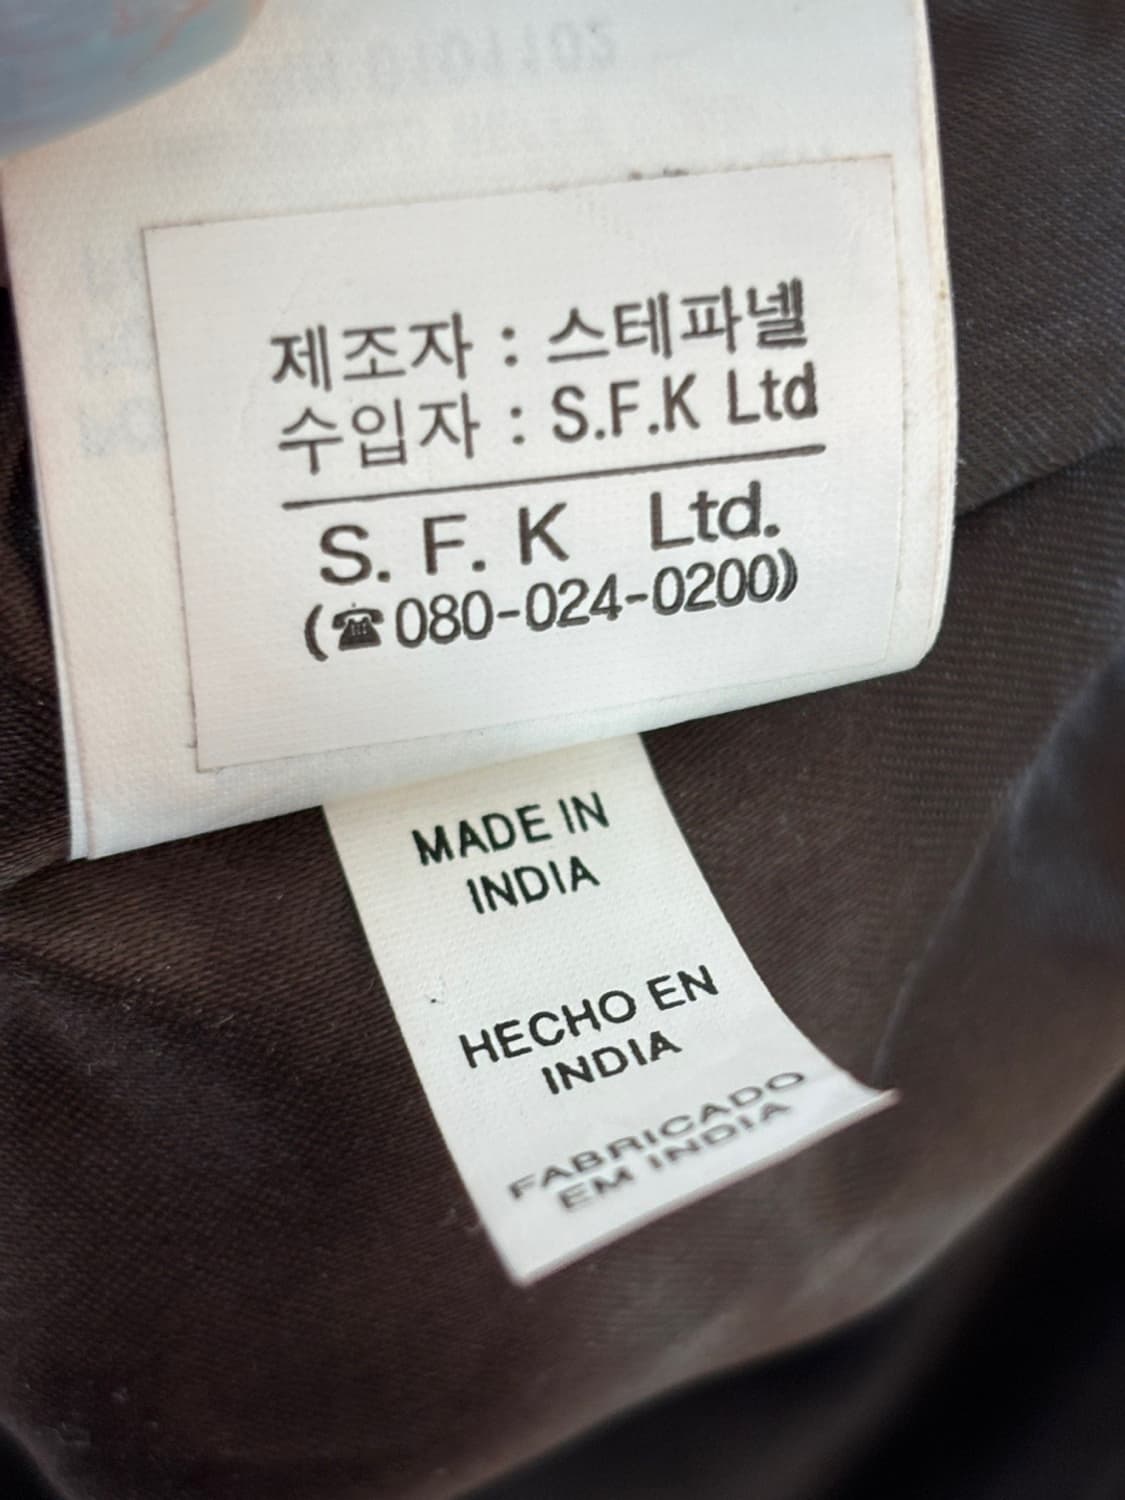 제조자 : 스테파넬
수입자 : S.F.K Ltd
S. F. K Ltd.
(☎080-024-0200)
MADE IN
INDIA
HECHO EN
INDIA
FABRICADO
EM INDIA